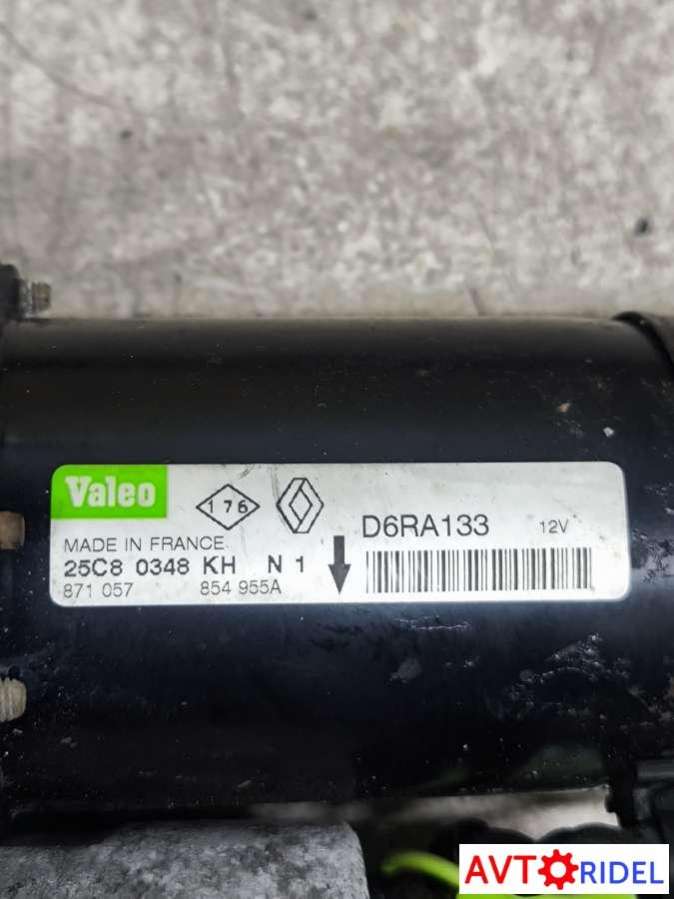 Valeo
176
D6RA133 12V
MADE IN FRANCE
25C8 0348 KH N 1
871 057 854 955A
AVTORIDEL